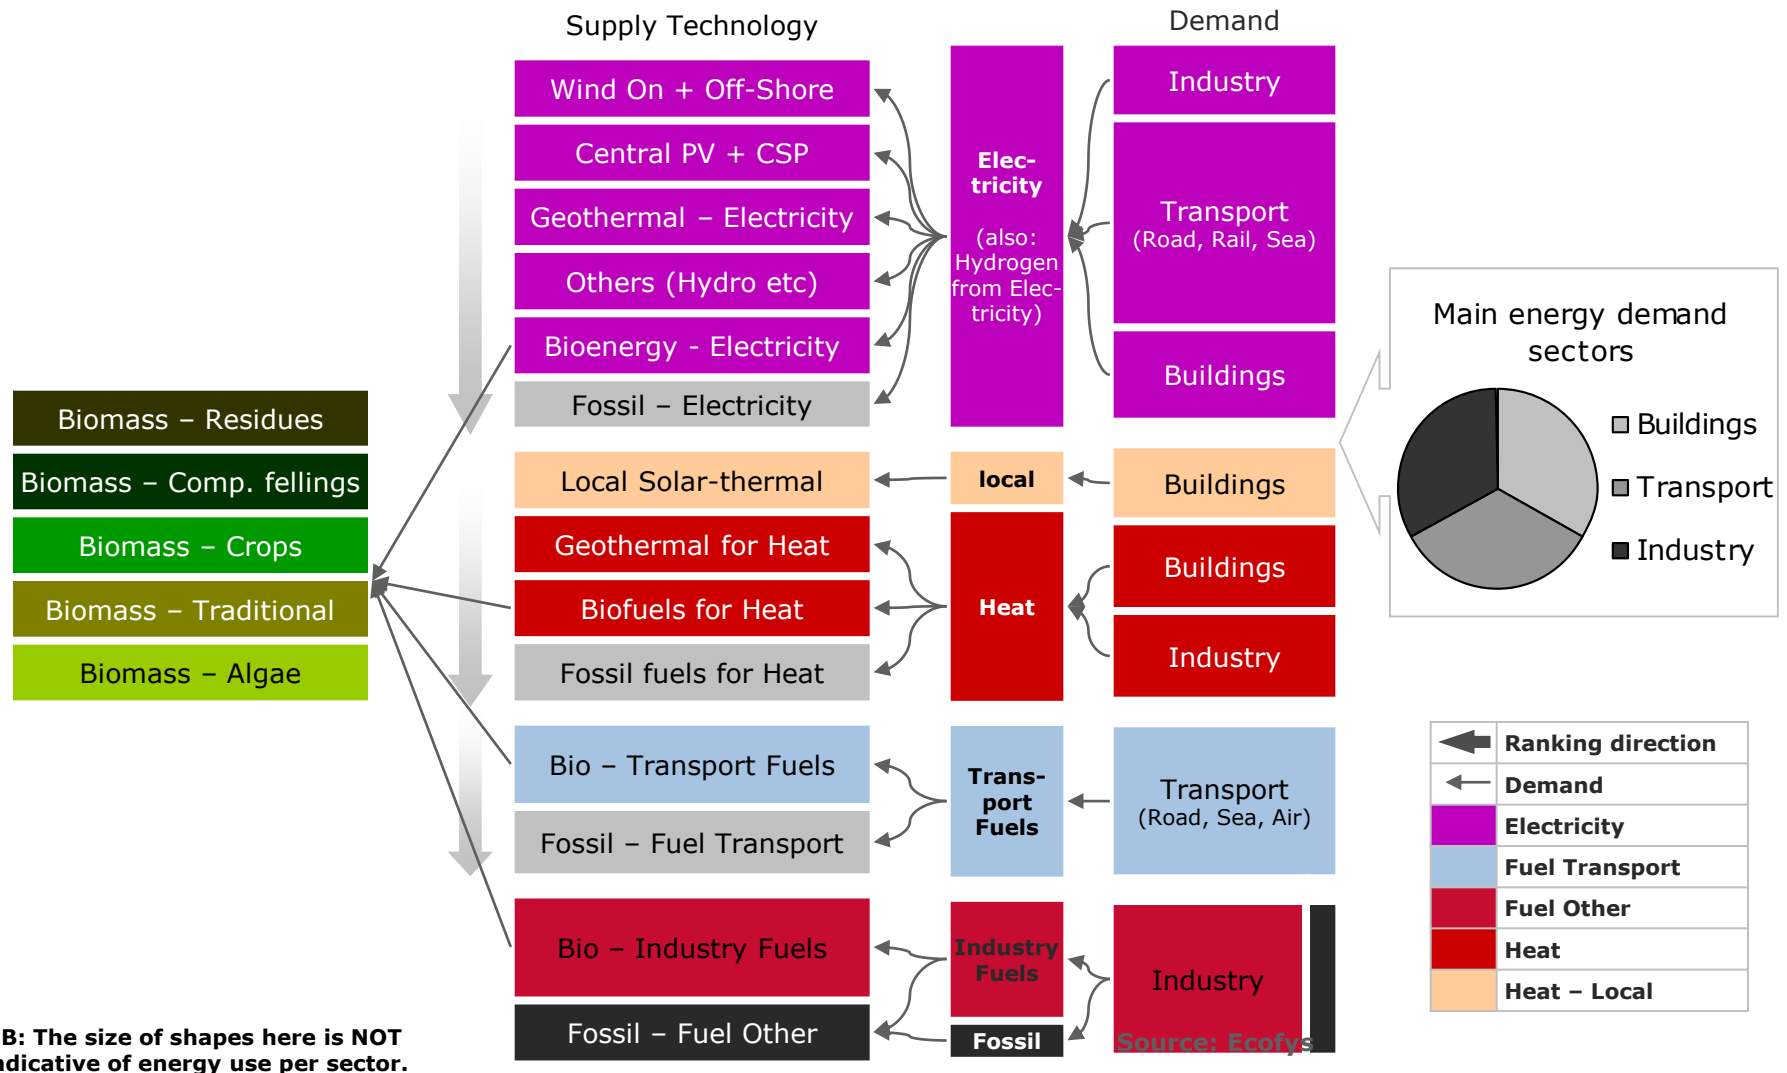 Supply Technology
Demand
Wind On + Off-Shore
Central PV + CSP
Geothermal – Electricity
Others (Hydro etc)
Bioenergy - Electricity
Fossil – Electricity
Local Solar-thermal
Geothermal for Heat
Biofuels for Heat
Fossil fuels for Heat
Bio – Transport Fuels
Fossil – Fuel Transport
Bio – Industry Fuels
Fossil – Fuel Other
Biomass – Residues
Biomass – Comp. fellings
Biomass – Crops
Biomass – Traditional
Biomass – Algae
Elec-
tricity
(also:
Hydrogen
from Elec-
tricity)
local
Heat
Trans-
port
Fuels
Industry
Fuels
Fossil
Industry
Transport
(Road, Rail, Sea)
Buildings
Buildings
Buildings
Industry
Transport
(Road, Sea, Air)
Industry
Source: Ecofys
Main energy demand
sectors
Buildings
Transport
Industry
Ranking direction
Demand
Electricity
Fuel Transport
Fuel Other
Heat
Heat – Local
B: The size of shapes here is NOT
ndicative of energy use per sector.